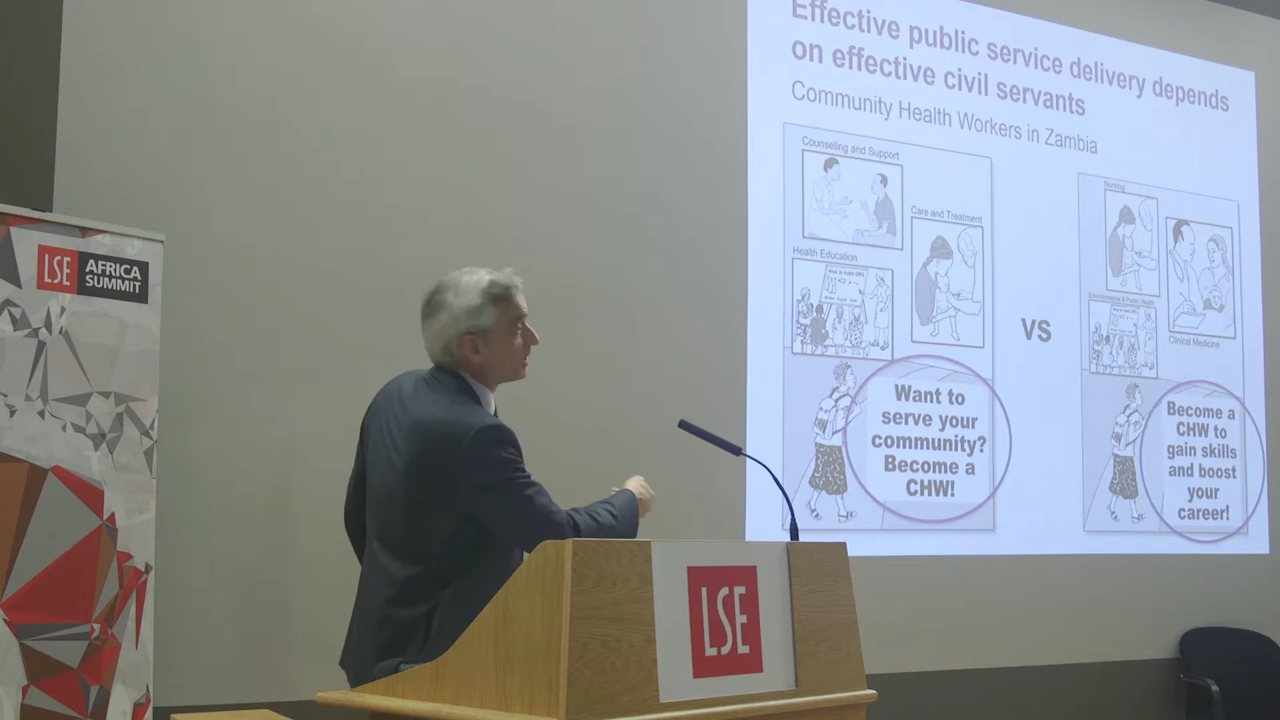 LSE
AFRICA
SUMMIT
Effective public service delivery depends
on effective civil servants
Community Health Workers in Zambia
Counseling and Support
Care and Treatment
Health Education
Want to
serve your
community?
Become a
CHW!
VS
Nursing
Environmental & Public Health
Clinical Medicine
Become a
CHW to
gain skills
and boost
your
career!
LSE